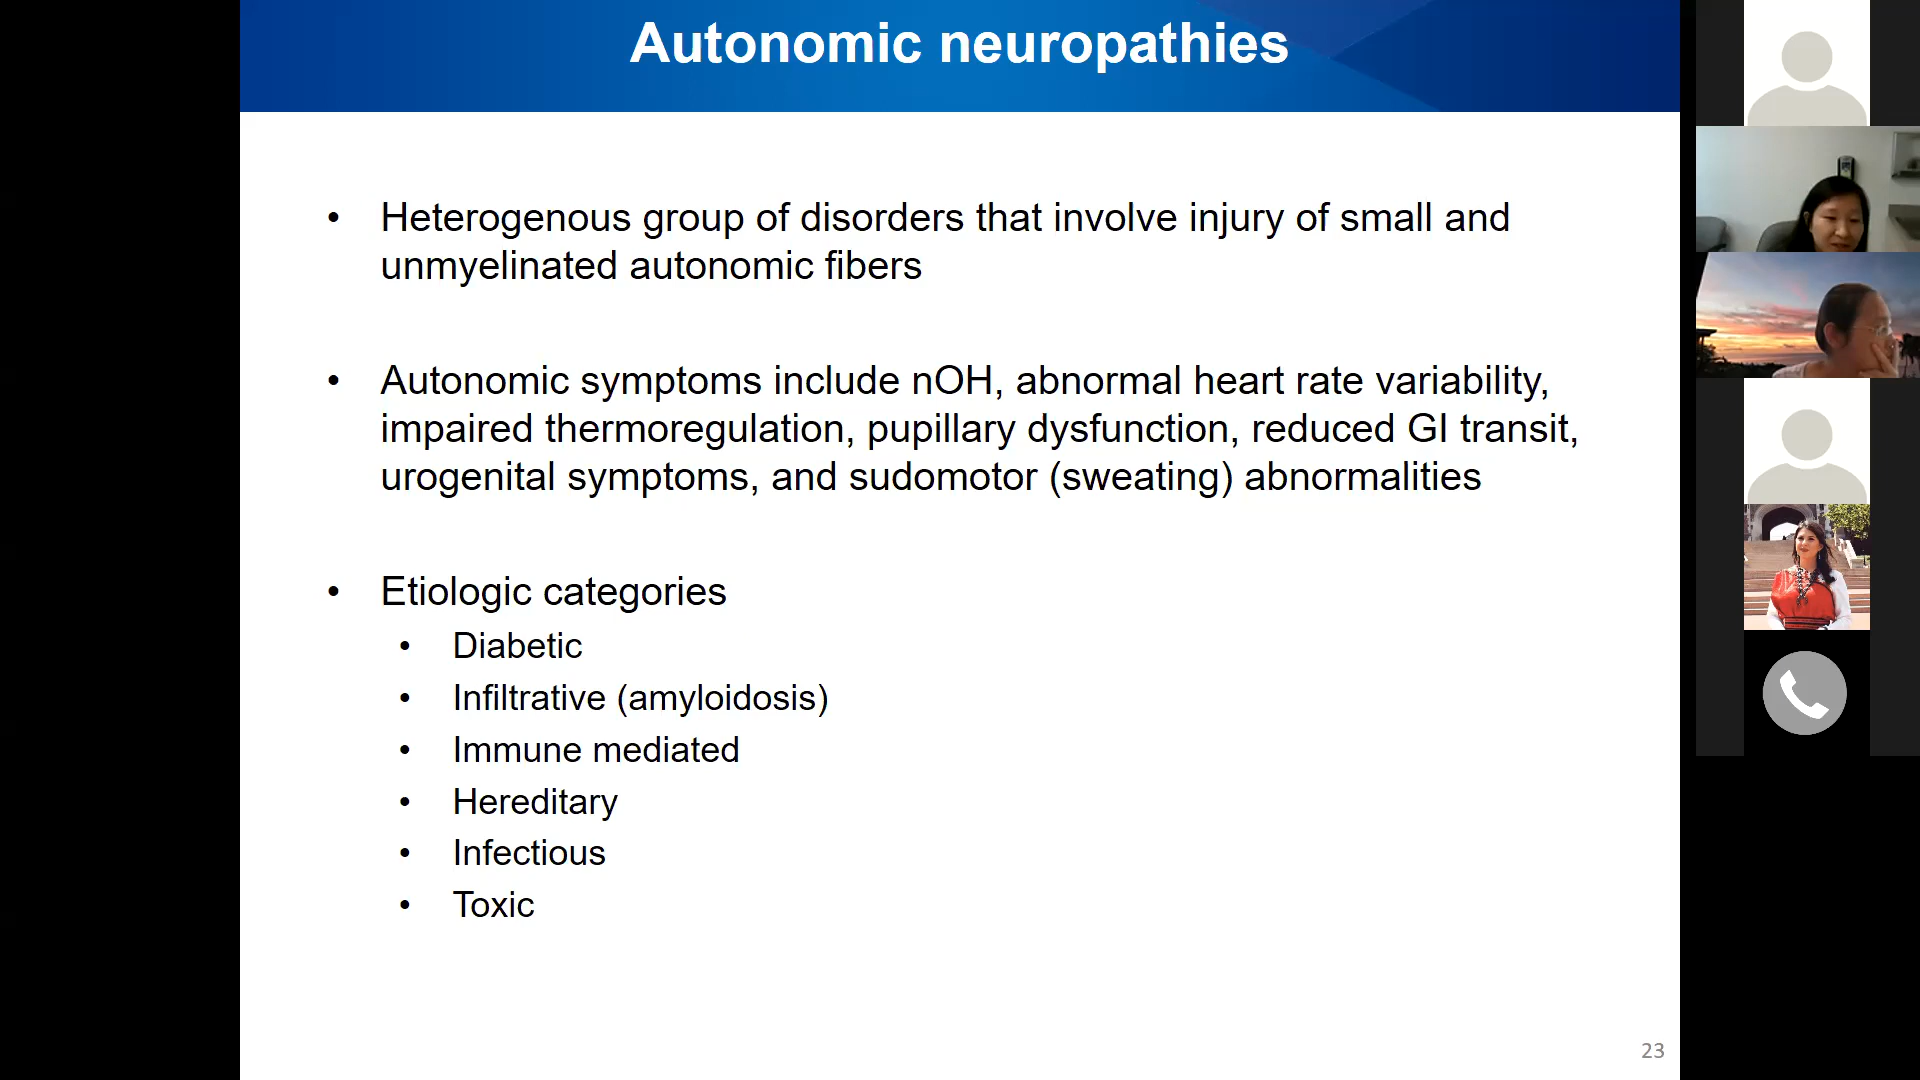 Autonomic neuropathies
• Heterogenous group of disorders that involve injury of small and
unmyelinated autonomic fibers
• Autonomic symptoms include nOH, abnormal heart rate variability,
impaired thermoregulation, pupillary dysfunction, reduced GI transit,
urogenital symptoms, and sudomotor (sweating) abnormalities
• Etiologic categories
• Diabetic
• Infiltrative (amyloidosis)
• Immune mediated
• Hereditary
• Infectious
• Toxic
23